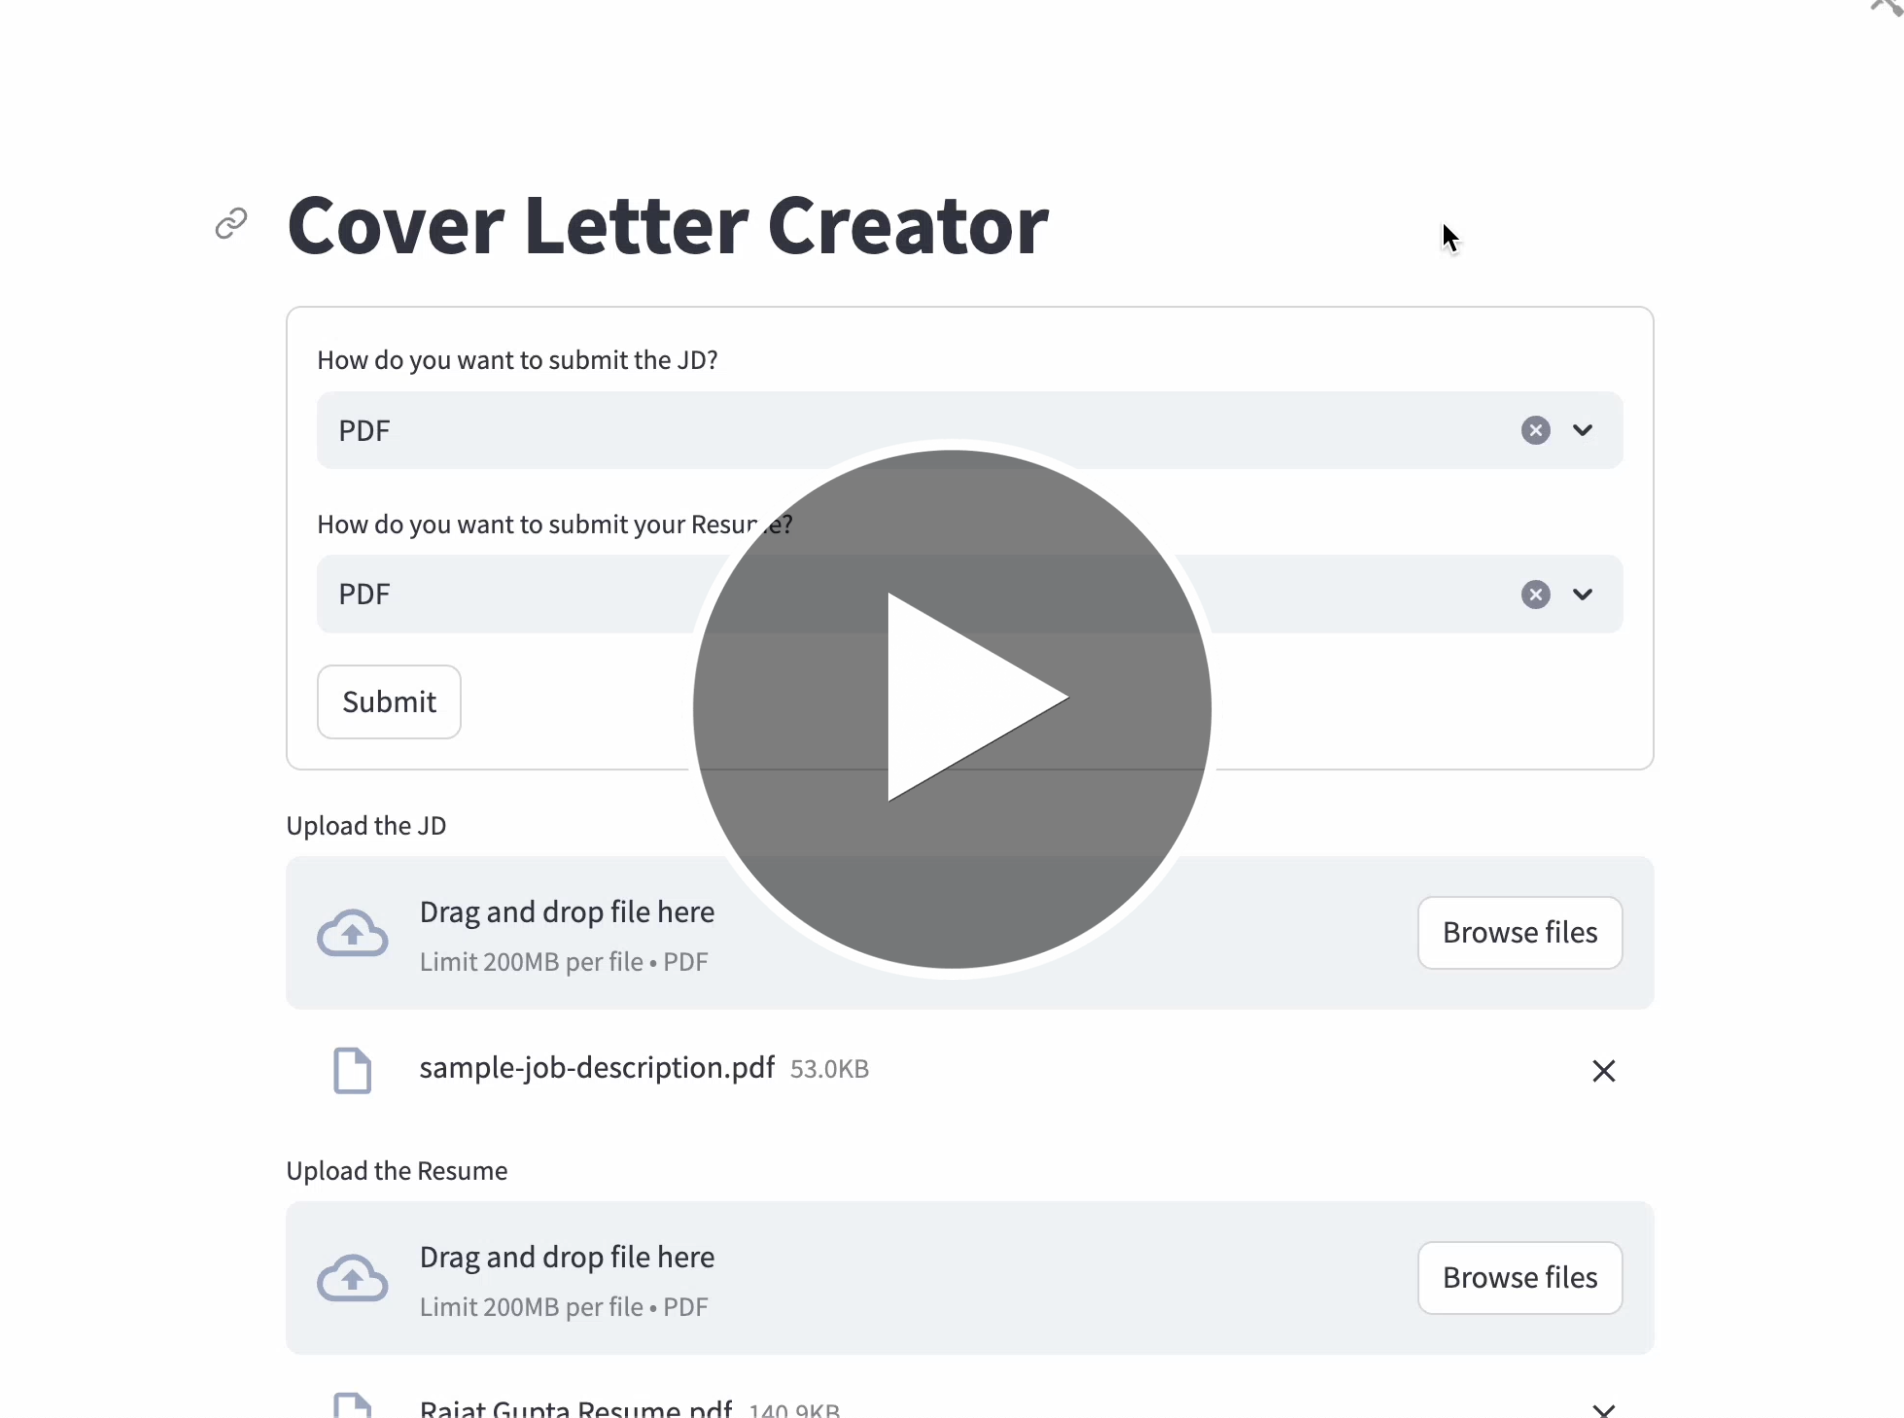 Cover Letter Creator
How do you want to submit the JD?
PDF
How do you want to submit your Resume?
PDF
Submit
Upload the JD
Drag and drop file here
Limit 200MB per file • PDF
Browse files
sample-job-description.pdf 53.0KB
Upload the Resume
Drag and drop file here
Limit 200MB per file • PDF
Browse files
Rajat Gupta Resume.pdf 140.9KB